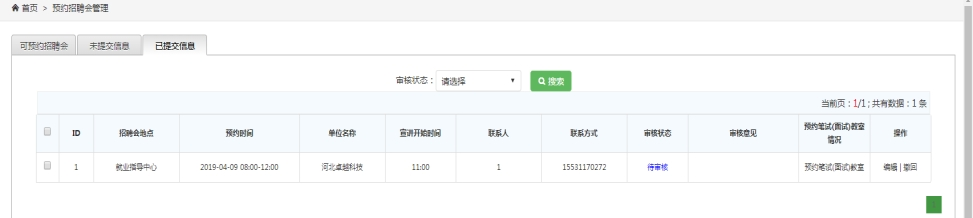 首页 > 预约招聘会管理
可预约招聘会 未提交信息 已提交信息
审核状态： 请选择 搜索
当前页：1/1; 共有数据：1 条
ID 招聘会地点 预约时间 单位名称 宣讲开始时间 联系人 联系方式 审核状态 审核意见 预约笔试(面试)教室情况 操作
1 就业指导中心 2019-04-09 08:00-12:00 河北卓越科技 11:00 1 15531170272 待审核 预约笔试(面试)教室 编辑 | 撤回